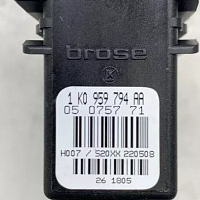 brose
1 K0 959 794 AA
05 0757 71
H007 / S20XX 220508
26 1805